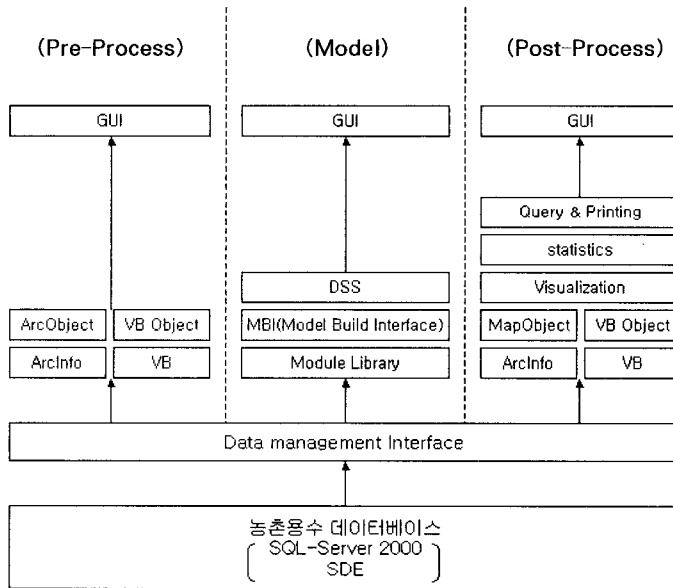 (Pre-Process) (Model) (Post-Process)
GUI GUI GUI
Query & Printing
statistics
DSS Visualization
ArcObject VB Object MBI(Model Build Interface) MapObject VB Object
ArcInfo VB Module Library ArcInfo VB
Data management Interface
농촌용수 데이터베이스
SQL-Server 2000
SDE